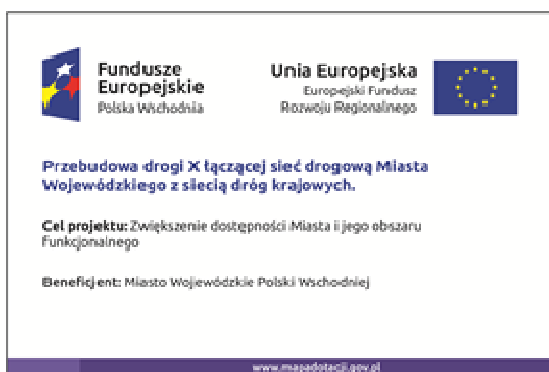 Fundusze
Europejskie
Polska Wschodnia
Unia Europejska
Europejski Fundusz
Rozwoju Regionalnego
Przebudowa drogi X łączącej sieć drogową Miasta
Wojewódzkiego z siecią dróg krajowych.
Cel projektu: Zwiększenie dostępności Miasta i jego obszaru
Funkcjonalnego
Beneficjent: Miasto Wojewódzkie Polski Wschodniej
www.mapadotacji.gov.pl